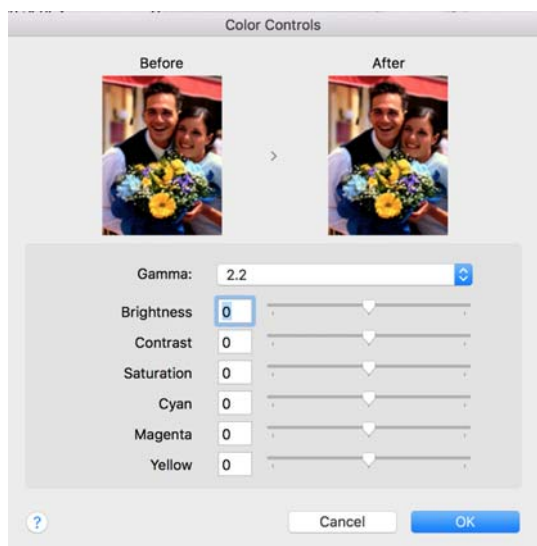 Color Controls
Before After
>
Gamma: 2.2
Brightness 0
Contrast 0
Saturation 0
Cyan 0
Magenta 0
Yellow 0
? Cancel OK